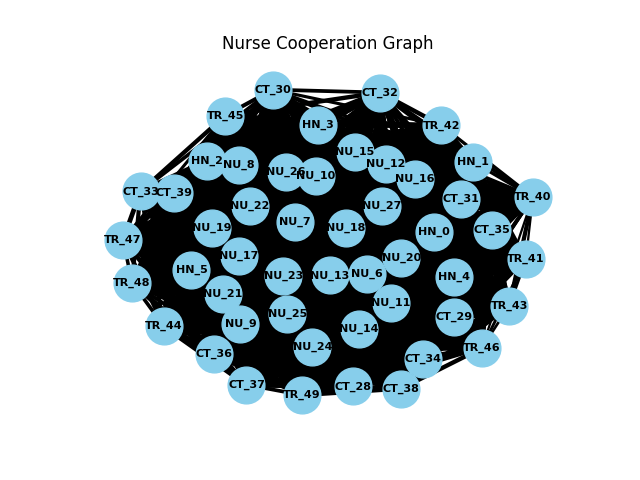 Nurse Cooperation Graph
CT_30
CT_32
TR_45
HN_3
TR_42
NU_15
HN_2
NU_8
NU_12
HN_1
NU_26
NU_10
NU_16
CT_33
CT_39
CT_31
TR_40
NU_22
NU_27
NU_7
NU_19
NU_18
HN_0
CT_35
TR_47
NU_17
NU_20
TR_41
HN_5
NU_23
NU_13
NU_6
HN_4
TR_48
NU_21
NU_11
TR_43
NU_25
CT_29
TR_44
NU_9
NU_14
NU_24
TR_46
CT_36
CT_34
CT_37
CT_28
CT_38
TR_49